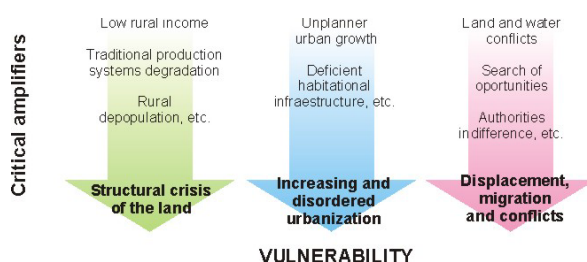 Critical amplifiers
Low rural income
Traditional production
systems degradation
Rural
depopulation, etc.
Structural crisis
of the land
Unplanner
urban growth
Deficient
habitational
infraestructure, etc.
Increasing and
disordered
urbanization
Land and water
conflicts
Search of
oportunities
Authorities
indifference, etc.
Displacement,
migration
and conflicts
VULNERABILITY